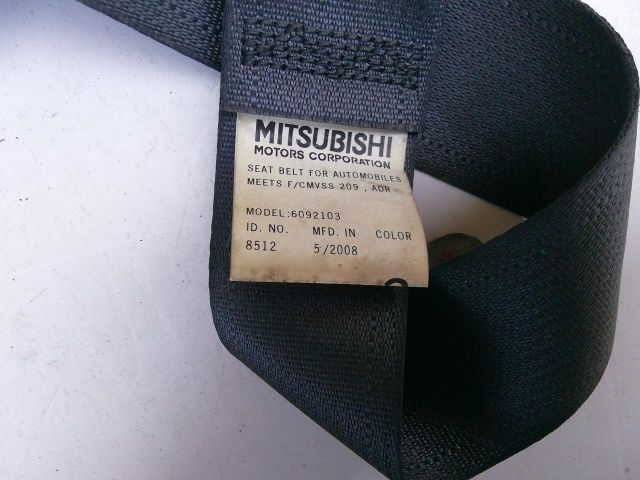 MITSUBISHI
MOTORS CORPORATION
SEAT BELT FOR AUTOMOBILES
MEETS F/CMVSS 209 , ADR
MODEL:6092103
ID. NO. MFD. IN COLOR
8512 5/2008